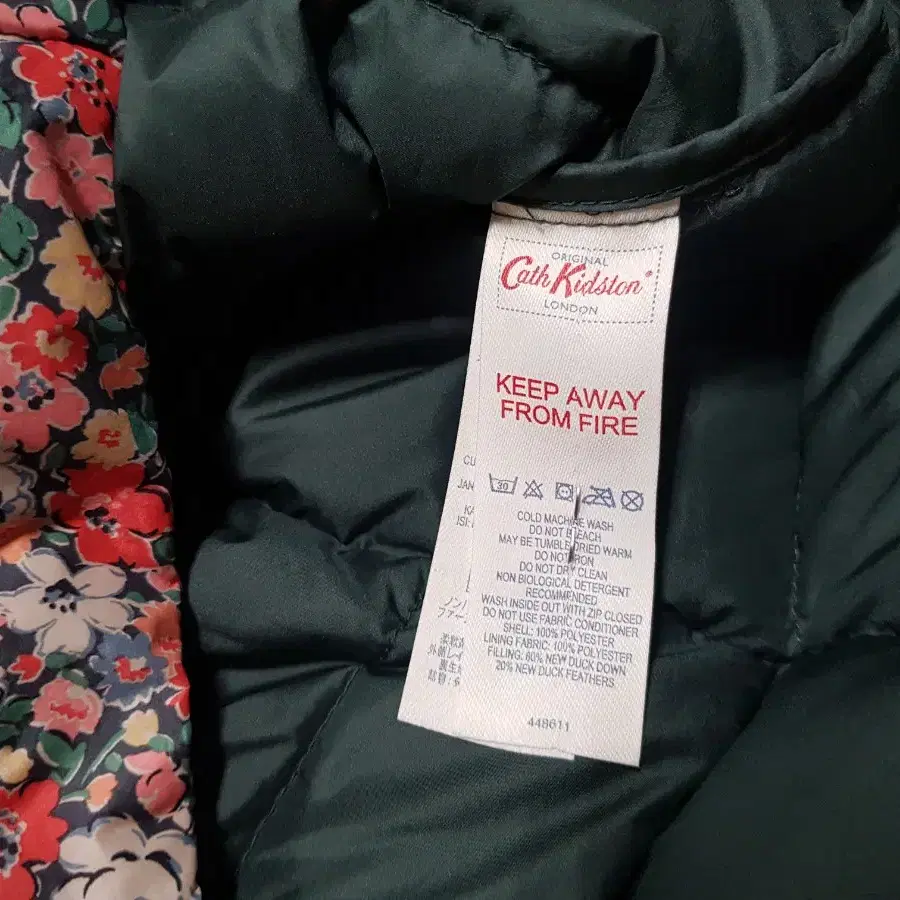 ORIGINAL
Cath Kidston
LONDON
KEEP AWAY
FROM FIRE
30
COLD MACHINE WASH
DO NOT BLEACH
MAY BE TUMBLE DRIED WARM
DO NOT IRON
DO NOT DRY CLEAN
NON BIOLOGICAL DETERGENT
RECOMMENDED
WASH INSIDE OUT WITH ZIP CLOSED
DO NOT USE FABRIC CONDITIONER
SHELL: 100% POLYESTER
LINING FABRIC: 100% POLYESTER
FILLING: 80% NEW DUCK DOWN
20% NEW DUCK FEATHERS
448611
CU
JAN
KA